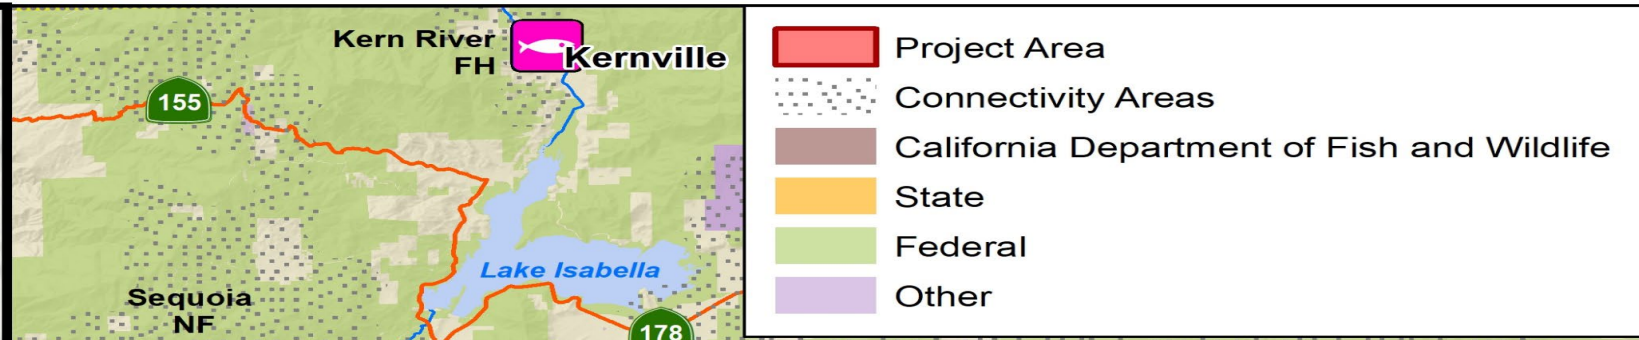 Kern River
FH
Kernville
155
Lake Isabella
Sequoia
NF
178
Project Area
Connectivity Areas
California Department of Fish and Wildlife
State
Federal
Other